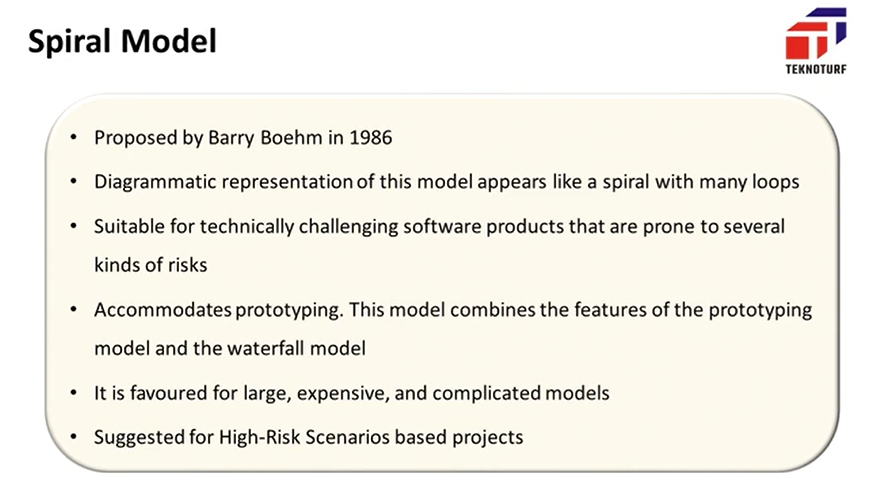 Spiral Model
TEKNOTURF
• Proposed by Barry Boehm in 1986
• Diagrammatic representation of this model appears like a spiral with many loops
• Suitable for technically challenging software products that are prone to several
kinds of risks
• Accommodates prototyping. This model combines the features of the prototyping
model and the waterfall model
• It is favoured for large, expensive, and complicated models
• Suggested for High-Risk Scenarios based projects